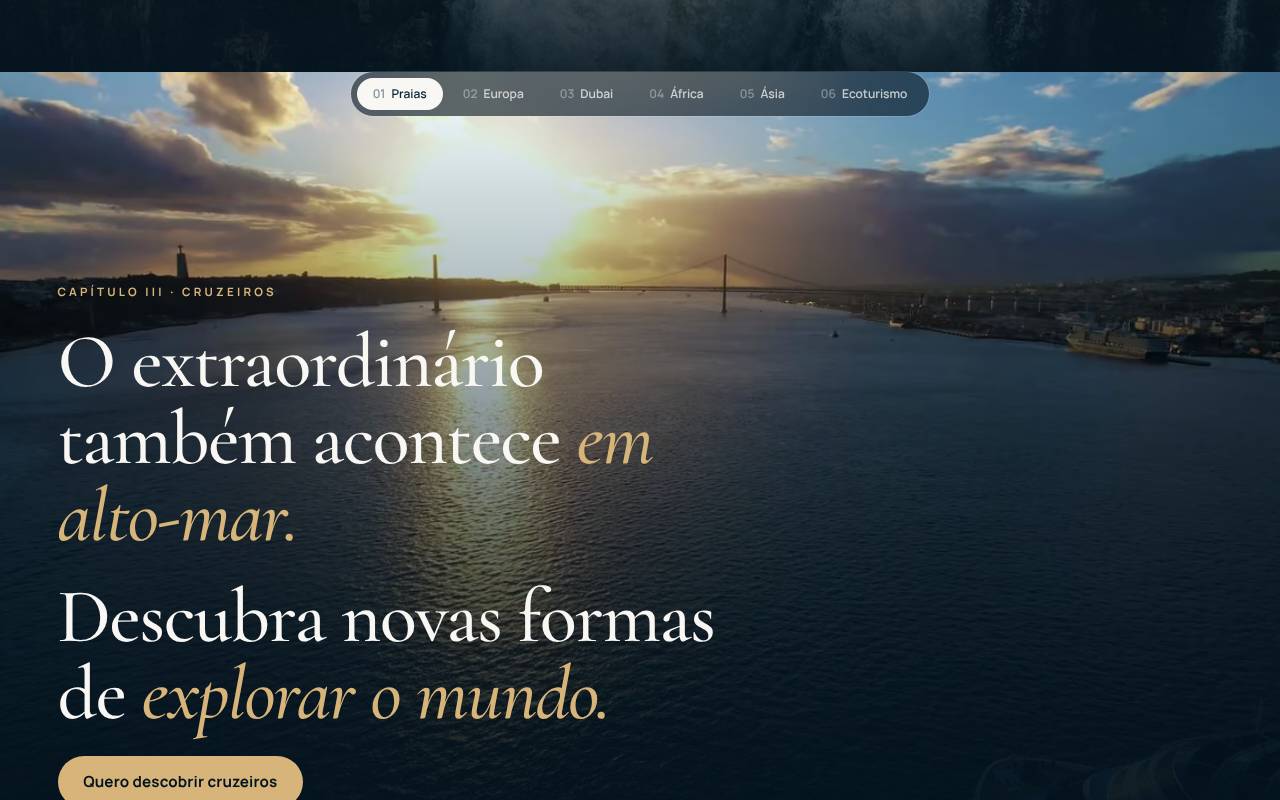 01 Praias 02 Europa 03 Dubai 04 África 05 Ásia 06 Ecoturismo
CAPÍTULO III · CRUZEIROS
O extraordinário
também acontece em
alto-mar.
Descubra novas formas
de explorar o mundo.
Quero descobrir cruzeiros